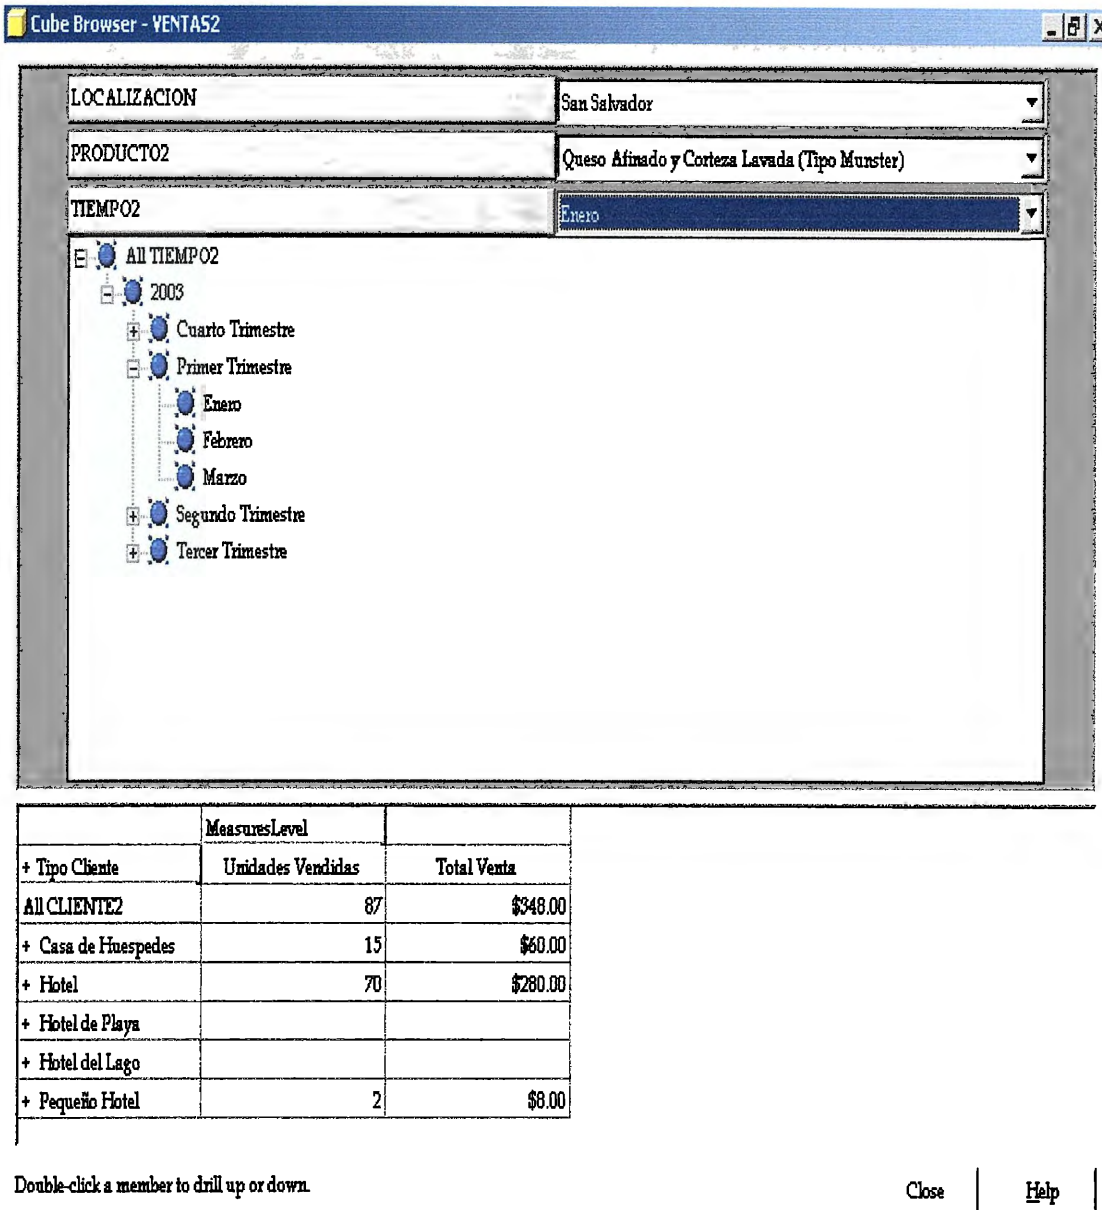 Cube Browser - VENTAS2
LOCALIZACION San Salvador
PRODUCTO2 Queso Afinado y Corteza Lavada (Tipo Munster)
TIEMPO2 Enero
All TIEMPO2
2003
Cuarto Trimestre
Primer Trimestre
Enero
Febrero
Marzo
Segundo Trimestre
Tercer Trimestre
MeasuresLevel
+ Tipo Cliente Unidades Vendidas Total Venta
All CLIENTE2 87 $348.00
+ Casa de Huespedes 15 $60.00
+ Hotel 70 $280.00
+ Hotel de Playa
+ Hotel del Lago
+ Pequeño Hotel 2 $8.00
Double-click a member to drill up or down.
Close Help